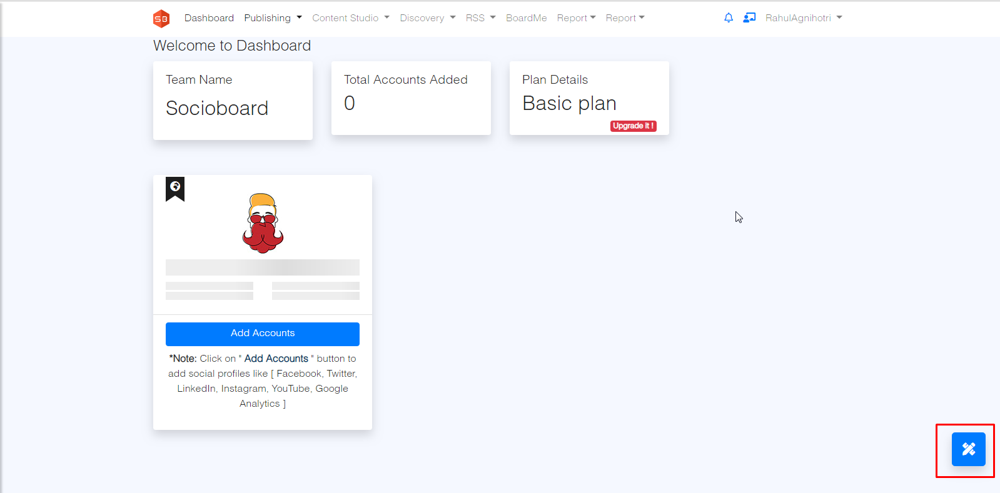 SB Dashboard Publishing Content Studio Discovery RSS BoardMe Report Report RahulAgnihotri
Welcome to Dashboard
Team Name
Socioboard
Total Accounts Added
0
Plan Details
Basic plan
Upgrade it !
Add Accounts
*Note: Click on " Add Accounts " button to
add social profiles like [ Facebook, Twitter,
LinkedIn, Instagram, YouTube, Google
Analytics ]